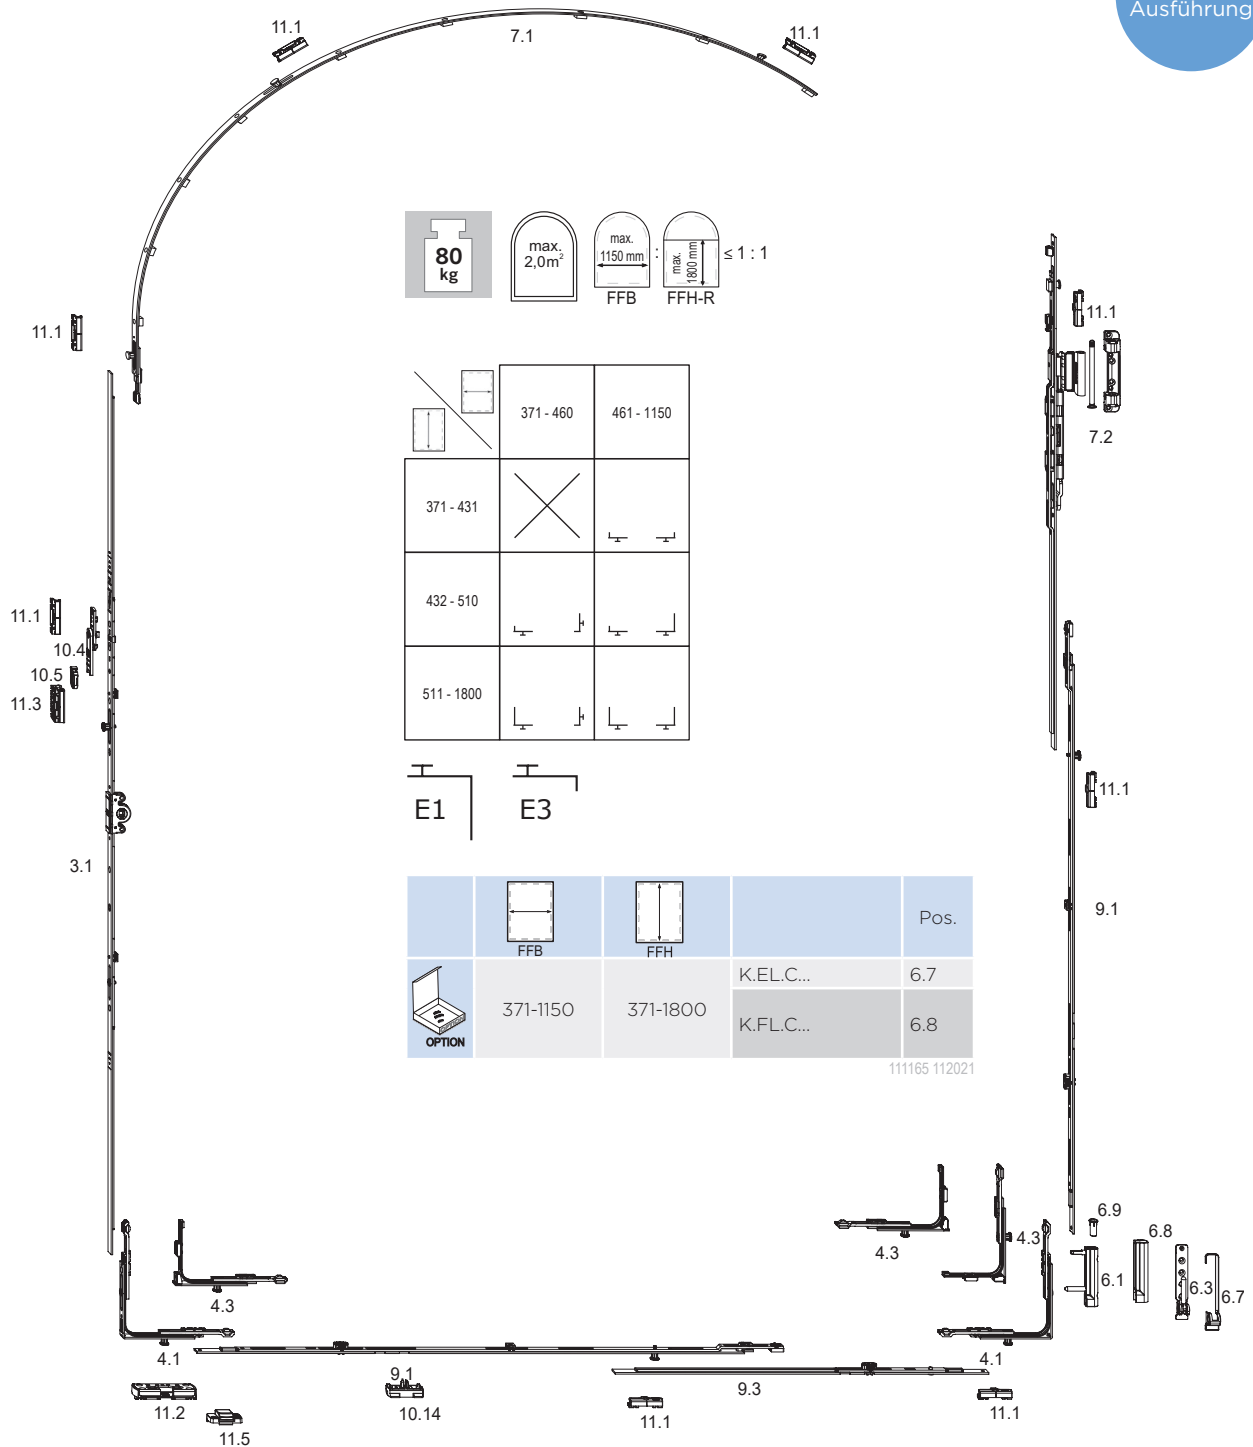 Ausführung
11.1
7.1
11.1
80
kg
max.
2,0m²
max.
1150 mm
FFB
:
max.
1800 mm
FFH-R
≤ 1 : 1
11.1
11.1
7.2
371 - 460
461 - 1150
371 - 431
432 - 510
511 - 1800
11.1
10.4
10.5
11.3
E1
E3
11.1
3.1
9.1
FFB
FFH
Pos.
OPTION
371-1150
371-1800
K.EL.C...
6.7
K.FL.C...
6.8
111165 112021
6.9
6.8
4.3
4.3
6.1
6.3
6.7
4.3
4.1
4.1
9.1
9.3
11.2
10.14
11.1
11.1
11.5